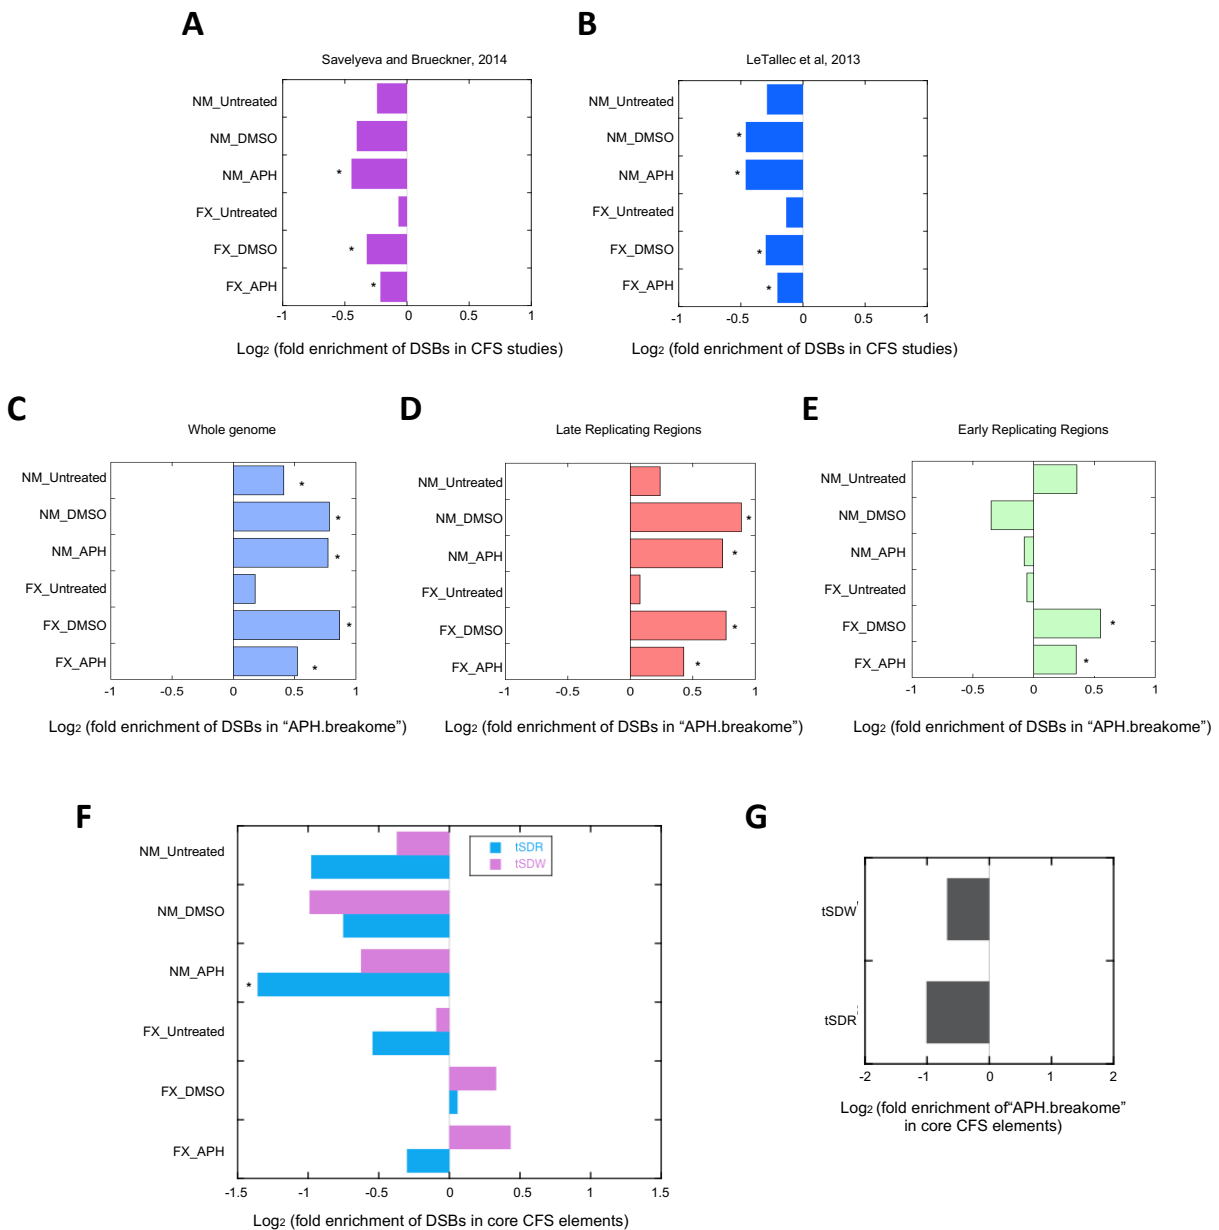 A
B
Savelyeva and Brueckner, 2014
LeTallec et al, 2013
NM_Untreated
NM_DMSO
NM_APH
FX_Untreated
FX_DMSO
FX_APH
*
*
*
-1 -0.5 0 0.5 1
Log2 (fold enrichment of DSBs in CFS studies)
NM_Untreated
NM_DMSO
NM_APH
FX_Untreated
FX_DMSO
FX_APH
*
*
*
*
-1 -0.5 0 0.5 1
Log2 (fold enrichment of DSBs in CFS studies)
C
D
E
Whole genome
Late Replicating Regions
Early Replicating Regions
NM_Untreated
NM_DMSO
NM_APH
FX_Untreated
FX_DMSO
FX_APH
*
*
*
*
*
-1 -0.5 0 0.5 1
Log2 (fold enrichment of DSBs in “APH.breakome”)
NM_Untreated
NM_DMSO
NM_APH
FX_Untreated
FX_DMSO
FX_APH
*
*
*
*
-1 -0.5 0 0.5 1
Log2 (fold enrichment of DSBs in “APH.breakome”)
NM_Untreated
NM_DMSO
NM_APH
FX_Untreated
FX_DMSO
FX_APH
*
*
-1 -0.5 0 0.5 1
Log2 (fold enrichment of DSBs in “APH.breakome”)
F
G
tSDR
tSDW
NM_Untreated
NM_DMSO
NM_APH
FX_Untreated
FX_DMSO
FX_APH
*
-1.5 -1 -0.5 0 0.5 1 1.5
Log2 (fold enrichment of DSBs in core CFS elements)
tSDW
tSDR
-2 -1 0 1 2
Log2 (fold enrichment of“APH.breakome”
in core CFS elements)